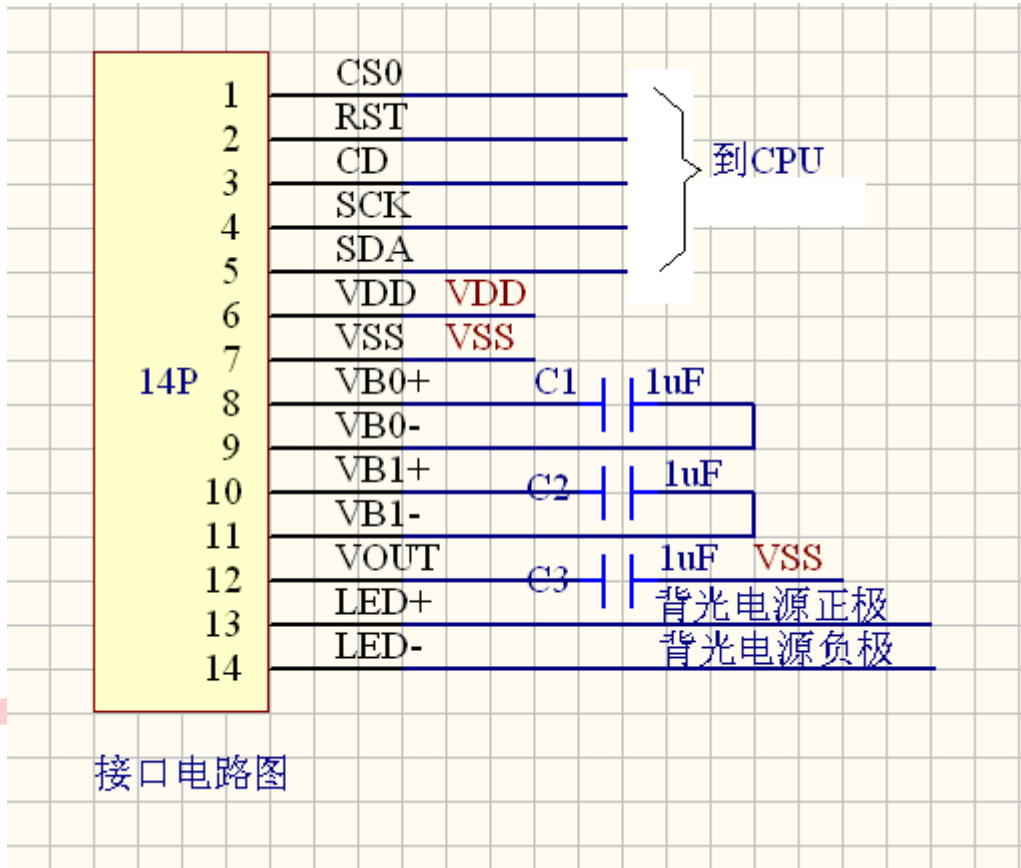 CS0
1
RST
2
CD
到CPU
3
SCK
4
SDA
5
VDD VDD
6
VSS VSS
7
14P
VB0+ C1 1uF
8
VB0-
9
VB1+ C2 1uF
10
VB1-
11
VOUT C3 1uF VSS
12
LED+ 背光电源正极
13
LED- 背光电源负极
14
接口电路图